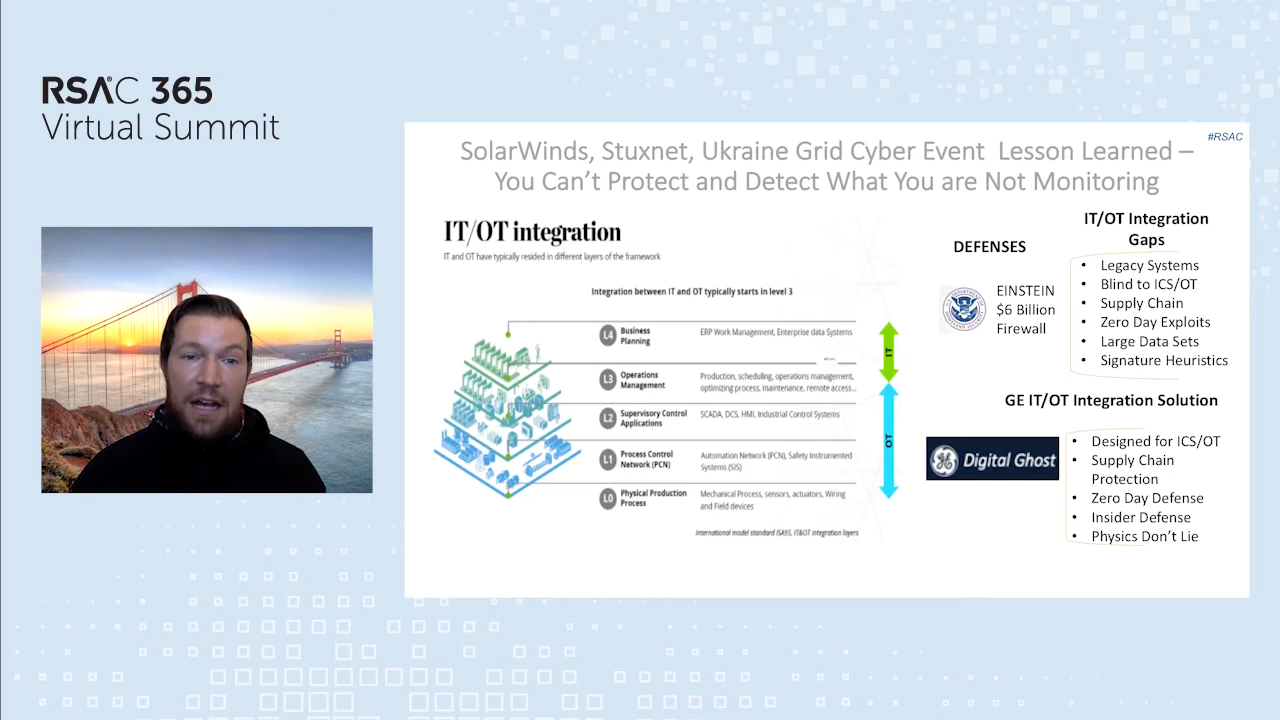 RSAC 365
Virtual Summit
#RSAC
SolarWinds, Stuxnet, Ukraine Grid Cyber Event Lesson Learned –
You Can't Protect and Detect What You are Not Monitoring
IT/OT integration
IT and OT have typically resided in different layers of the framework
Integration between IT and OT typically starts in level 3
L4
Business
Planning
ERP Work Management, Enterprise data Systems
#RSAC
L3
Operations
Management
Production, scheduling, operations management,
optimizing process, maintenance, remote access...
L2
Supervisory Control
Applications
SCADA, DCS, HMI, Industrial Control Systems
L1
Process Control
Network (PCN)
Automation Network (PCN), Safety Instrumented
Systems (SIS)
L0
Physical Production
Process
Mechanical Process, sensors, actuators, Wiring
and Field devices
International model standard ISA95, IT&OT integration layers
IT
OT
DEFENSES
EINSTEIN
$6 Billion
Firewall
IT/OT Integration
Gaps
• Legacy Systems
• Blind to ICS/OT
• Supply Chain
• Zero Day Exploits
• Large Data Sets
• Signature Heuristics
GE IT/OT Integration Solution
Digital Ghost
• Designed for ICS/OT
• Supply Chain
Protection
• Zero Day Defense
• Insider Defense
• Physics Don't Lie